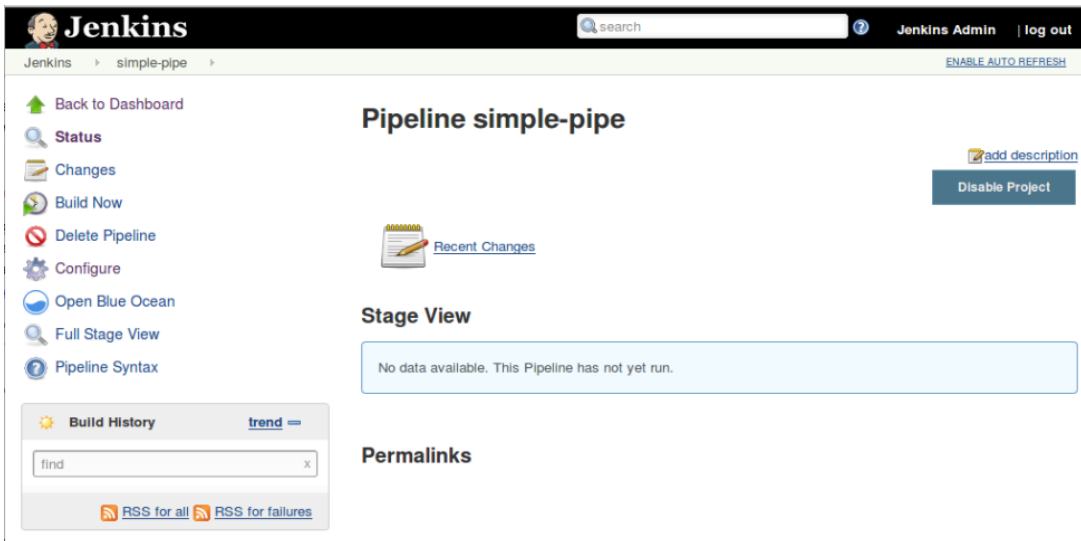 Jenkins
search
Jenkins Admin | log out
Jenkins simple-pipe
ENABLE AUTO REFRESH
Back to Dashboard
Status
Changes
Build Now
Delete Pipeline
Configure
Open Blue Ocean
Full Stage View
Pipeline Syntax
Build History trend
find x
RSS for all RSS for failures
Pipeline simple-pipe
add description
Disable Project
Recent Changes
Stage View
No data available. This Pipeline has not yet run.
Permalinks